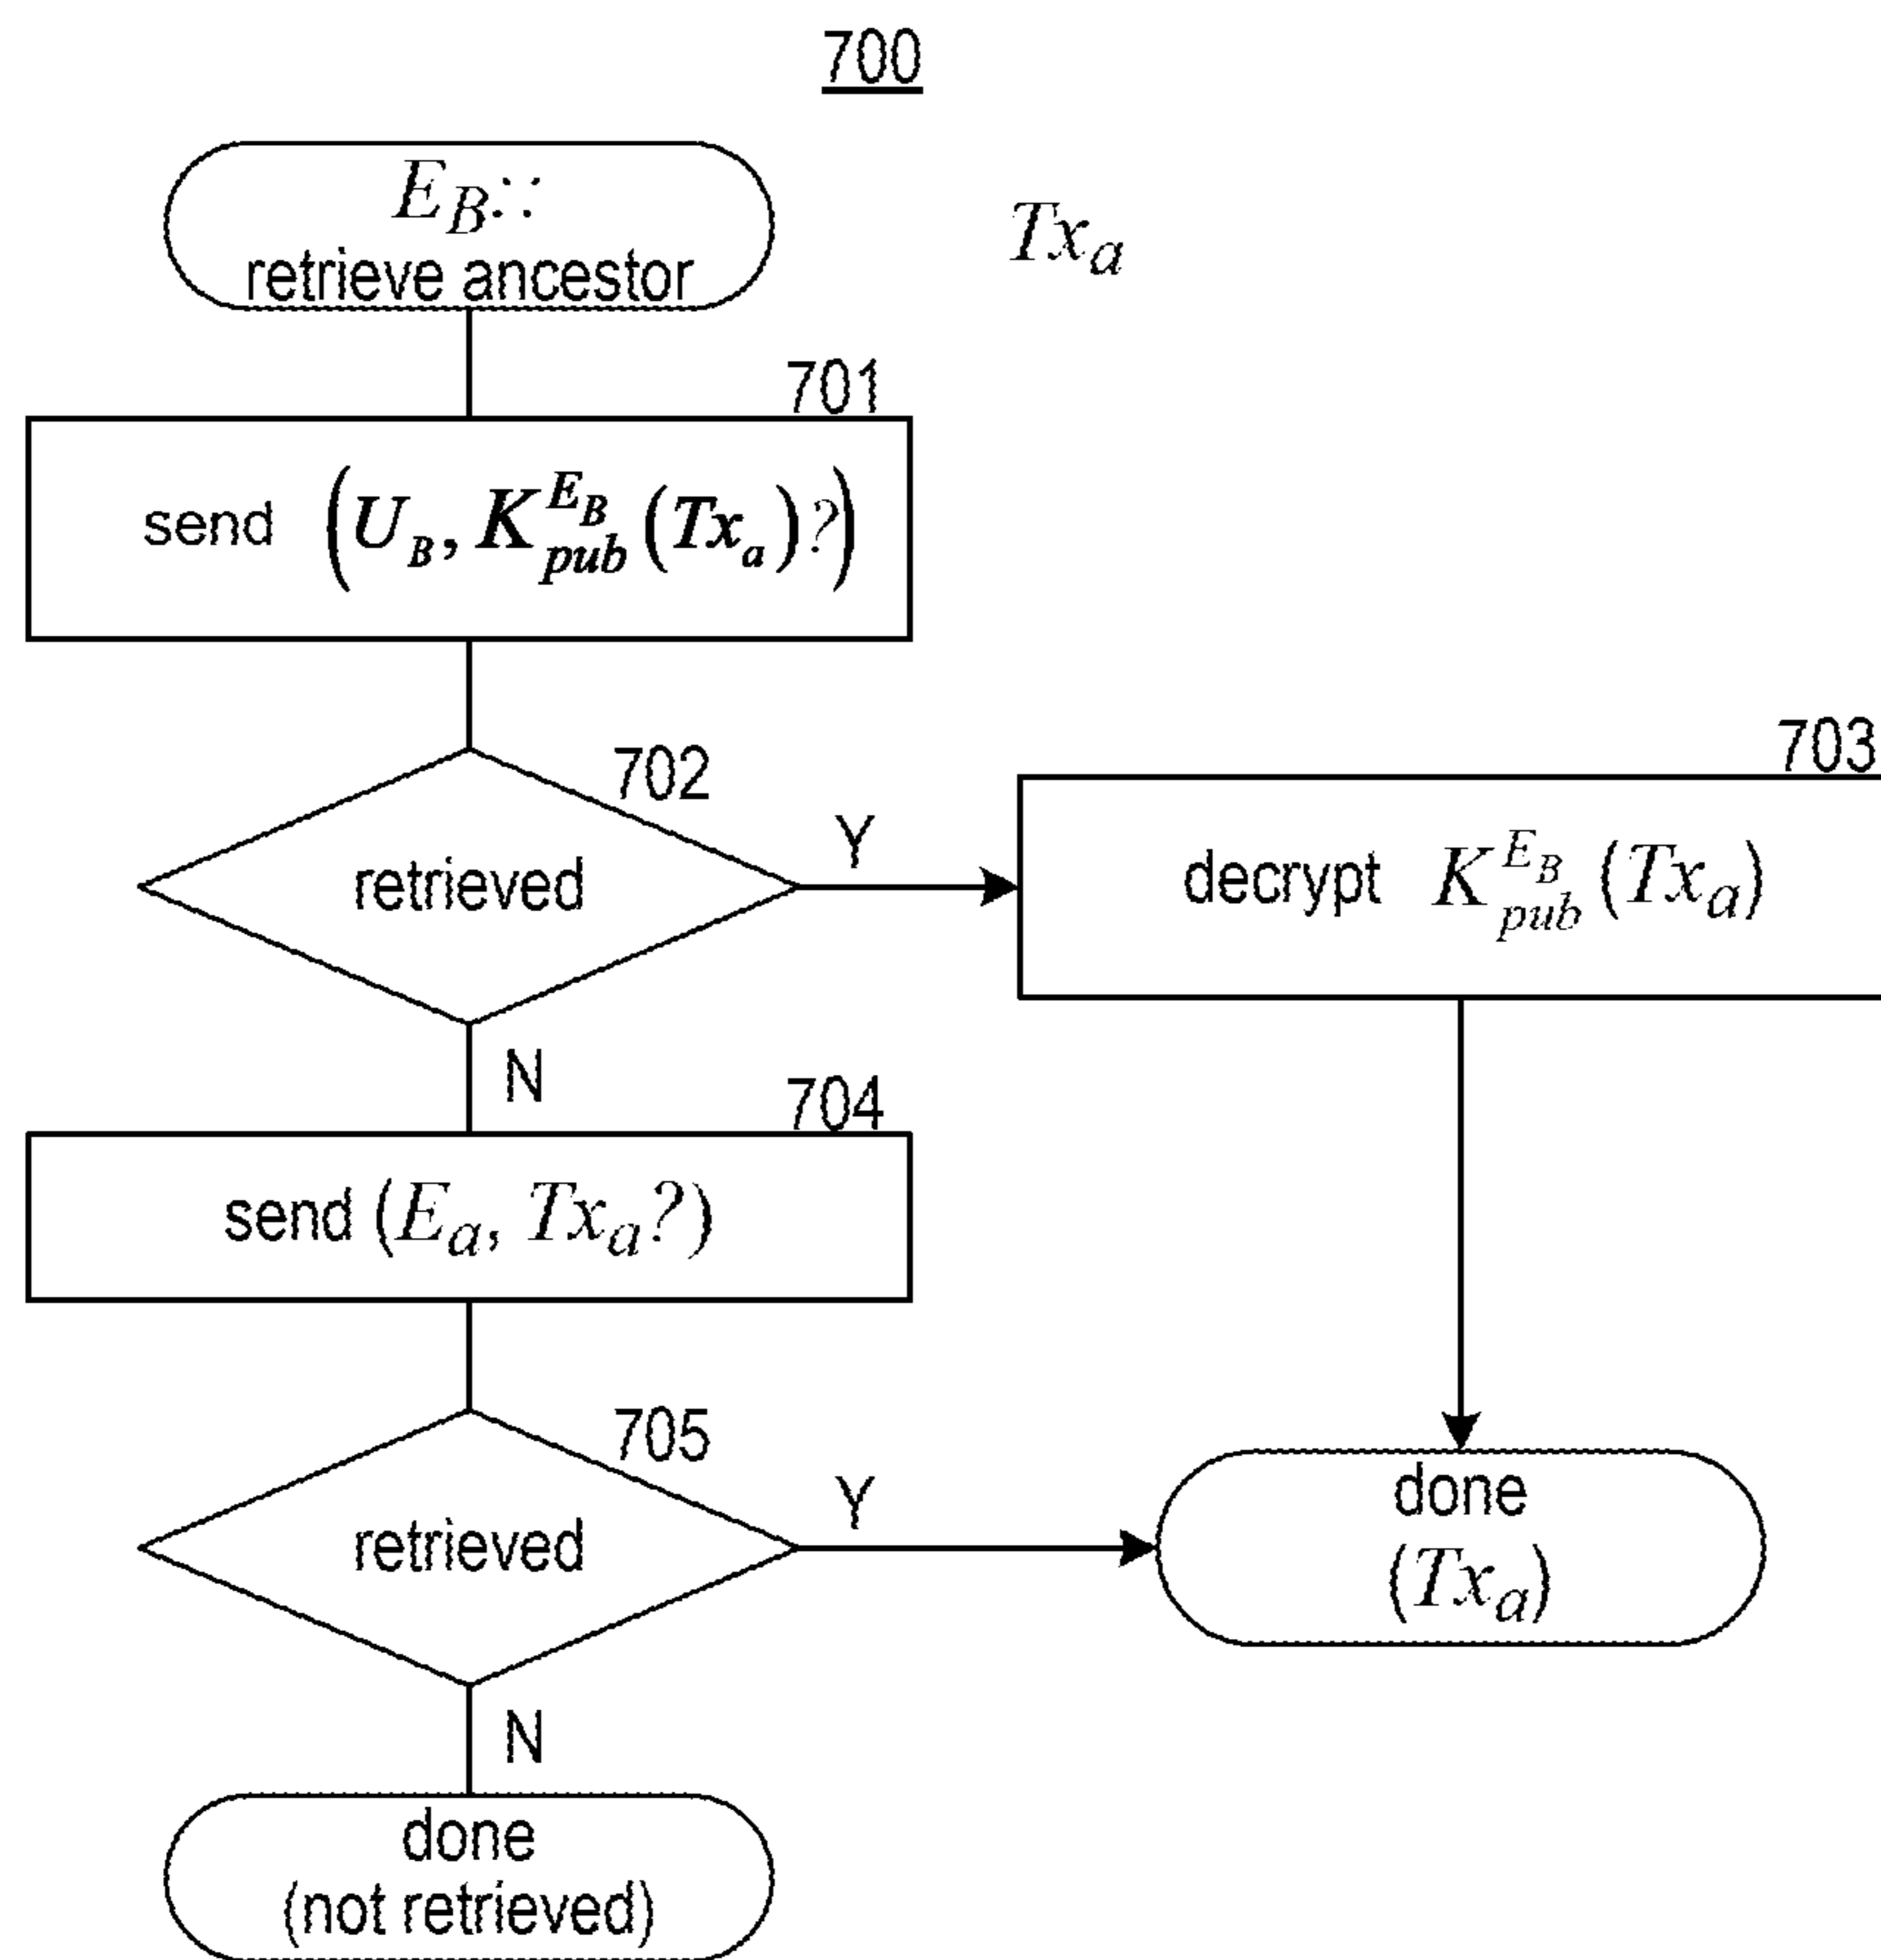 700
E_B::
retrieve ancestor
Tx_a
701
send (U_B, K_pub^E_B (Tx_a)?)
702
retrieved
Y
703
decrypt K_pub^E_B (Tx_a)
N
704
send (E_a, Tx_a?)
705
retrieved
Y
done
(Tx_a)
N
done
(not retrieved)